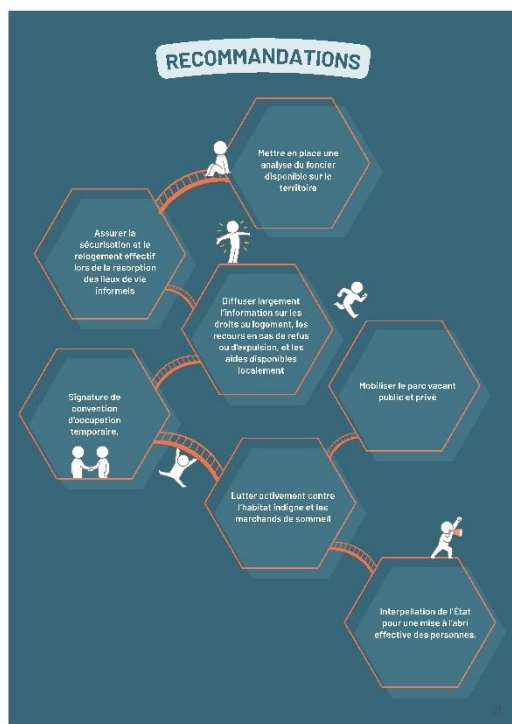 RECOMMANDATIONS
Mettre en place une
analyse du foncier
disponible sur le
territoire
Assurer la
sécurisation et le
relogement effectif
lors de la résorption
des lieux de vie
informels
Diffuser largement
l'information sur les
droits au logement, les
recours en cas de refus
ou d'expulsion, et les
aides disponibles
localement
Mobiliser le parc vacant
public et privé
Signature de
convention
d'occupation
temporaire.
Lutter activement contre
l'habitat indigne et les
marchands de sommeil
Interpellation de l'État
pour une mise à l'abri
effective des personnes.